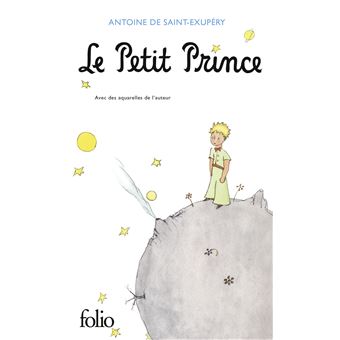 ANTOINE DE SAINT-EXUPÉRY
Le Petit Prince
Avec des aquarelles de l'auteur
folio